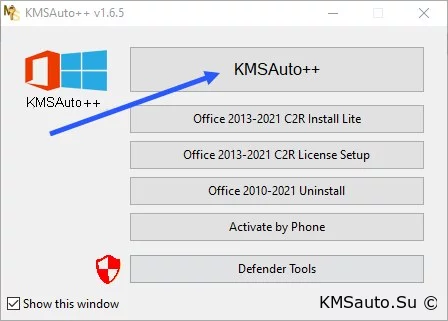 KMSAuto++ v1.6.5
KMSAuto++
KMSAuto++
Office 2013-2021 C2R Install Lite
Office 2013-2021 C2R License Setup
Office 2010-2021 Uninstall
Activate by Phone
Defender Tools
Show this window
KMSauto.Su ©